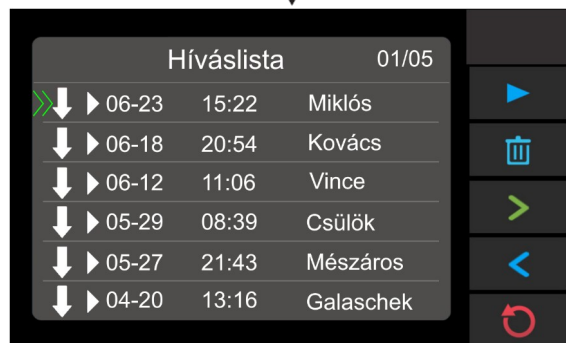 Híváslista 01/05
06-23 15:22 Miklós
06-18 20:54 Kovács
06-12 11:06 Vince
05-29 08:39 Csülök
05-27 21:43 Mészáros
04-20 13:16 Galaschek